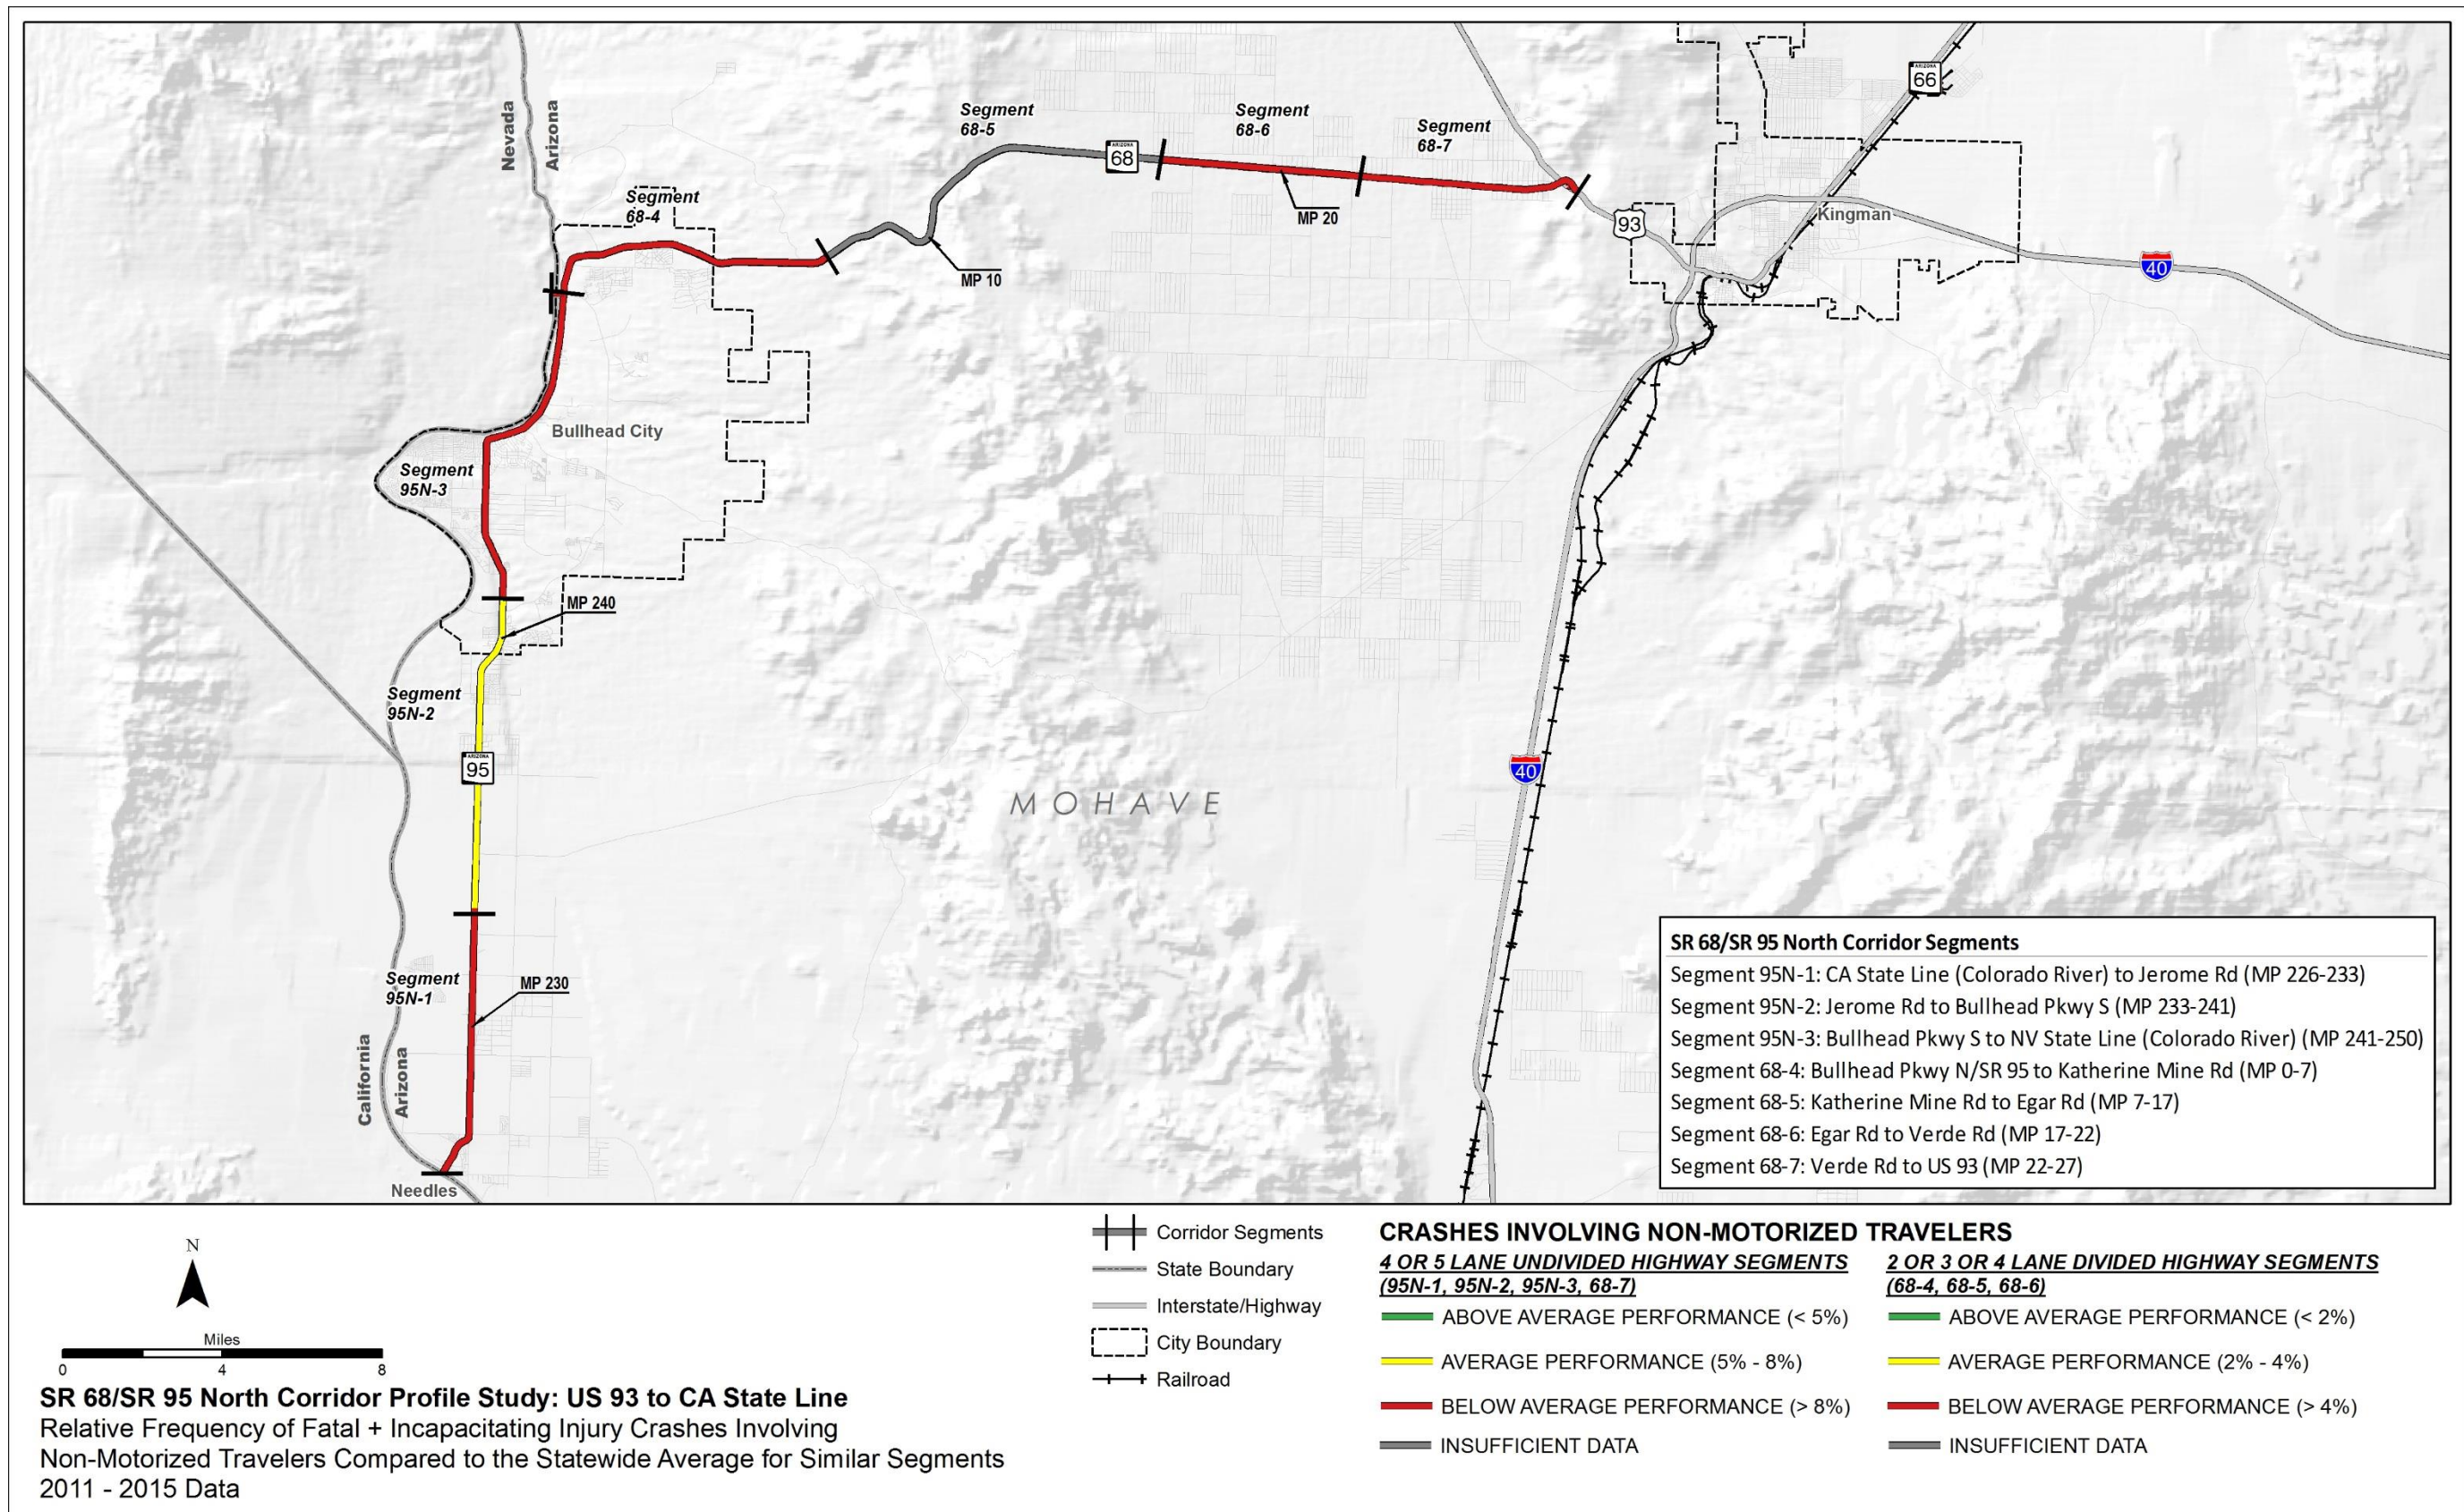 Nevada
Arizona
Segment
68-5
Segment
68-6
Segment
68-7
ARIZONA
66
ARIZONA
68
Segment
68-4
MP 20
93
Kingman
MP 10
40
Bullhead City
Segment
95N-3
MP 240
Segment
95N-2
ARIZONA
95
40
MOHAVE
Segment
95N-1
MP 230
California
Arizona
Needles
SR 68/SR 95 North Corridor Segments
Segment 95N-1: CA State Line (Colorado River) to Jerome Rd (MP 226-233)
Segment 95N-2: Jerome Rd to Bullhead Pkwy S (MP 233-241)
Segment 95N-3: Bullhead Pkwy S to NV State Line (Colorado River) (MP 241-250)
Segment 68-4: Bullhead Pkwy N/SR 95 to Katherine Mine Rd (MP 0-7)
Segment 68-5: Katherine Mine Rd to Egar Rd (MP 7-17)
Segment 68-6: Egar Rd to Verde Rd (MP 17-22)
Segment 68-7: Verde Rd to US 93 (MP 22-27)
N
Miles
0 4 8
SR 68/SR 95 North Corridor Profile Study: US 93 to CA State Line
Relative Frequency of Fatal + Incapacitating Injury Crashes Involving
Non-Motorized Travelers Compared to the Statewide Average for Similar Segments
2011 - 2015 Data
Corridor Segments
State Boundary
Interstate/Highway
City Boundary
Railroad
CRASHES INVOLVING NON-MOTORIZED TRAVELERS
4 OR 5 LANE UNDIVIDED HIGHWAY SEGMENTS
(95N-1, 95N-2, 95N-3, 68-7)
ABOVE AVERAGE PERFORMANCE (< 5%)
AVERAGE PERFORMANCE (5% - 8%)
BELOW AVERAGE PERFORMANCE (> 8%)
INSUFFICIENT DATA
2 OR 3 OR 4 LANE DIVIDED HIGHWAY SEGMENTS
(68-4, 68-5, 68-6)
ABOVE AVERAGE PERFORMANCE (< 2%)
AVERAGE PERFORMANCE (2% - 4%)
BELOW AVERAGE PERFORMANCE (> 4%)
INSUFFICIENT DATA